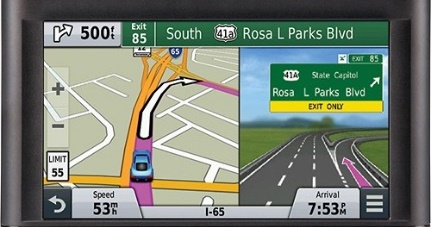 500ft
Exit 85
South 41a Rosa L Parks Blvd
65
EXIT 85
41A State Capitol
Rosa L Parks Blvd
EXIT ONLY
LIMIT 55
Speed
53mh
I-65
Arrival
7:53PM